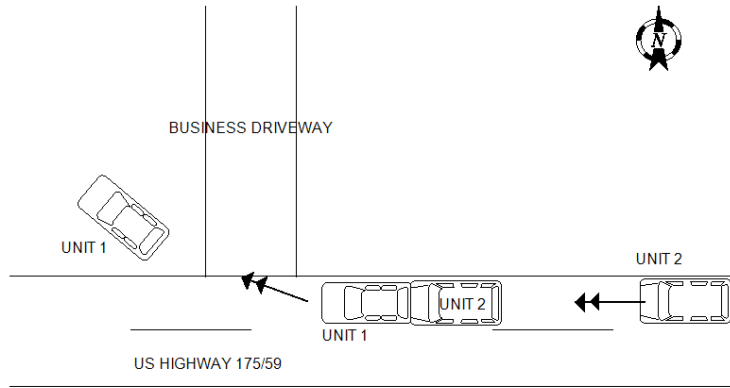 N
BUSINESS DRIVEWAY
UNIT 1
UNIT 2
UNIT 2
UNIT 1
US HIGHWAY 175/59